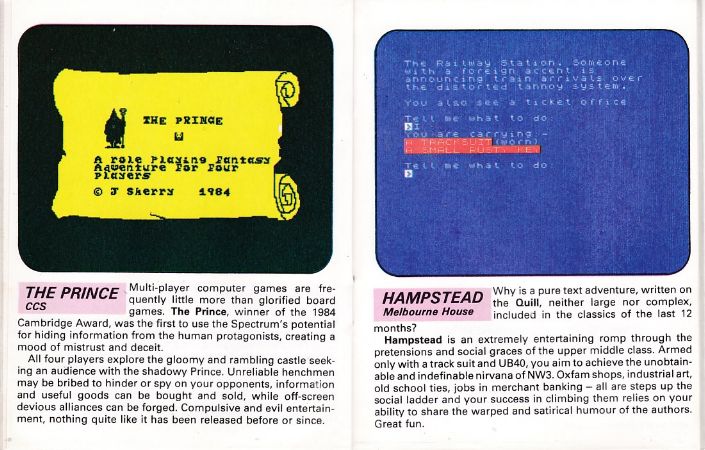 THE PRINCE
A role Playing Fantasy
Adventure For Four
Players
© J Sherry 1984
THE PRINCE
CCS
Multi-player computer games are fre-
quently little more than glorified board
games. The Prince, winner of the 1984
Cambridge Award, was the first to use the Spectrum's potential
for hiding information from the human protagonists, creating a
mood of mistrust and deceit.
All four players explore the gloomy and rambling castle seek-
ing an audience with the shadowy Prince. Unreliable henchmen
may be bribed to hinder or spy on your opponents, information
and useful goods can be bought and sold, while off-screen
devious alliances can be forged. Compulsive and evil entertain-
ment, nothing quite like it has been released before or since.
The Railway Station. Someone
with a foreign accent is
announcing train arrivals over
the distorted tannoy system.
You also see a ticket office
Tell me what to do:
I
You are carrying:-
A TRACKSUIT (worn)
A SMALL RUSTY KEY
Tell me what to do
HAMPSTEAD
Melbourne House
Why is a pure text adventure, written on
the Quill, neither large nor complex,
included in the classics of the last 12
months?
Hampstead is an extremely entertaining romp through the
pretensions and social graces of the upper middle class. Armed
only with a track suit and UB40, you aim to achieve the unobtain-
able and indefinable nirvana of NW3. Oxfam shops, industrial art,
old school ties, jobs in merchant banking – all are steps up the
social ladder and your success in climbing them relies on your
ability to share the warped and satirical humour of the authors.
Great fun.